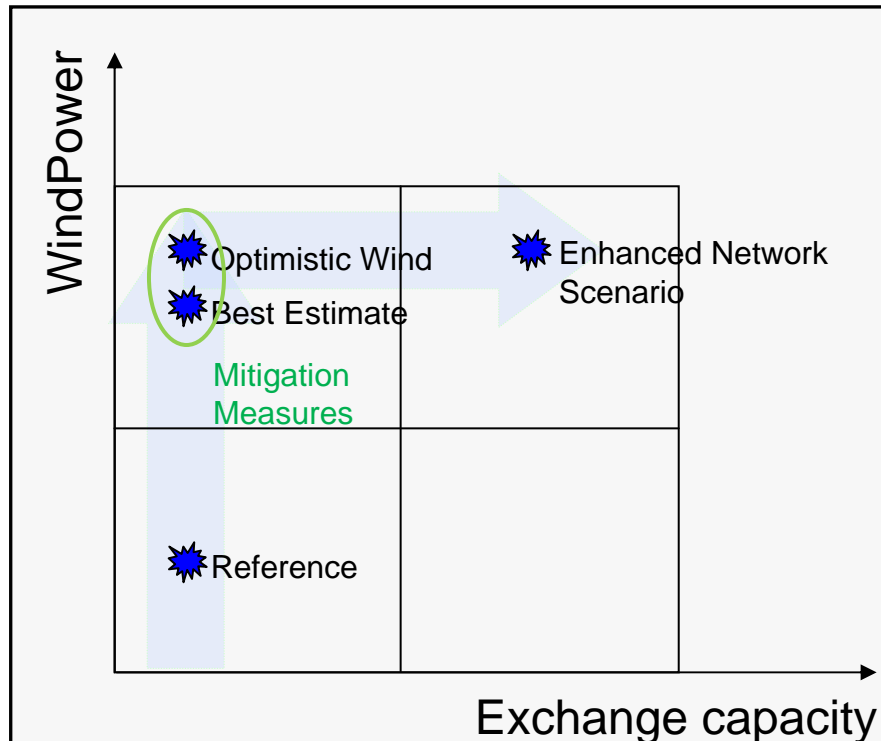 WindPower
Optimistic Wind
Enhanced Network
Scenario
Best Estimate
Mitigation
Measures
Reference
Exchange capacity